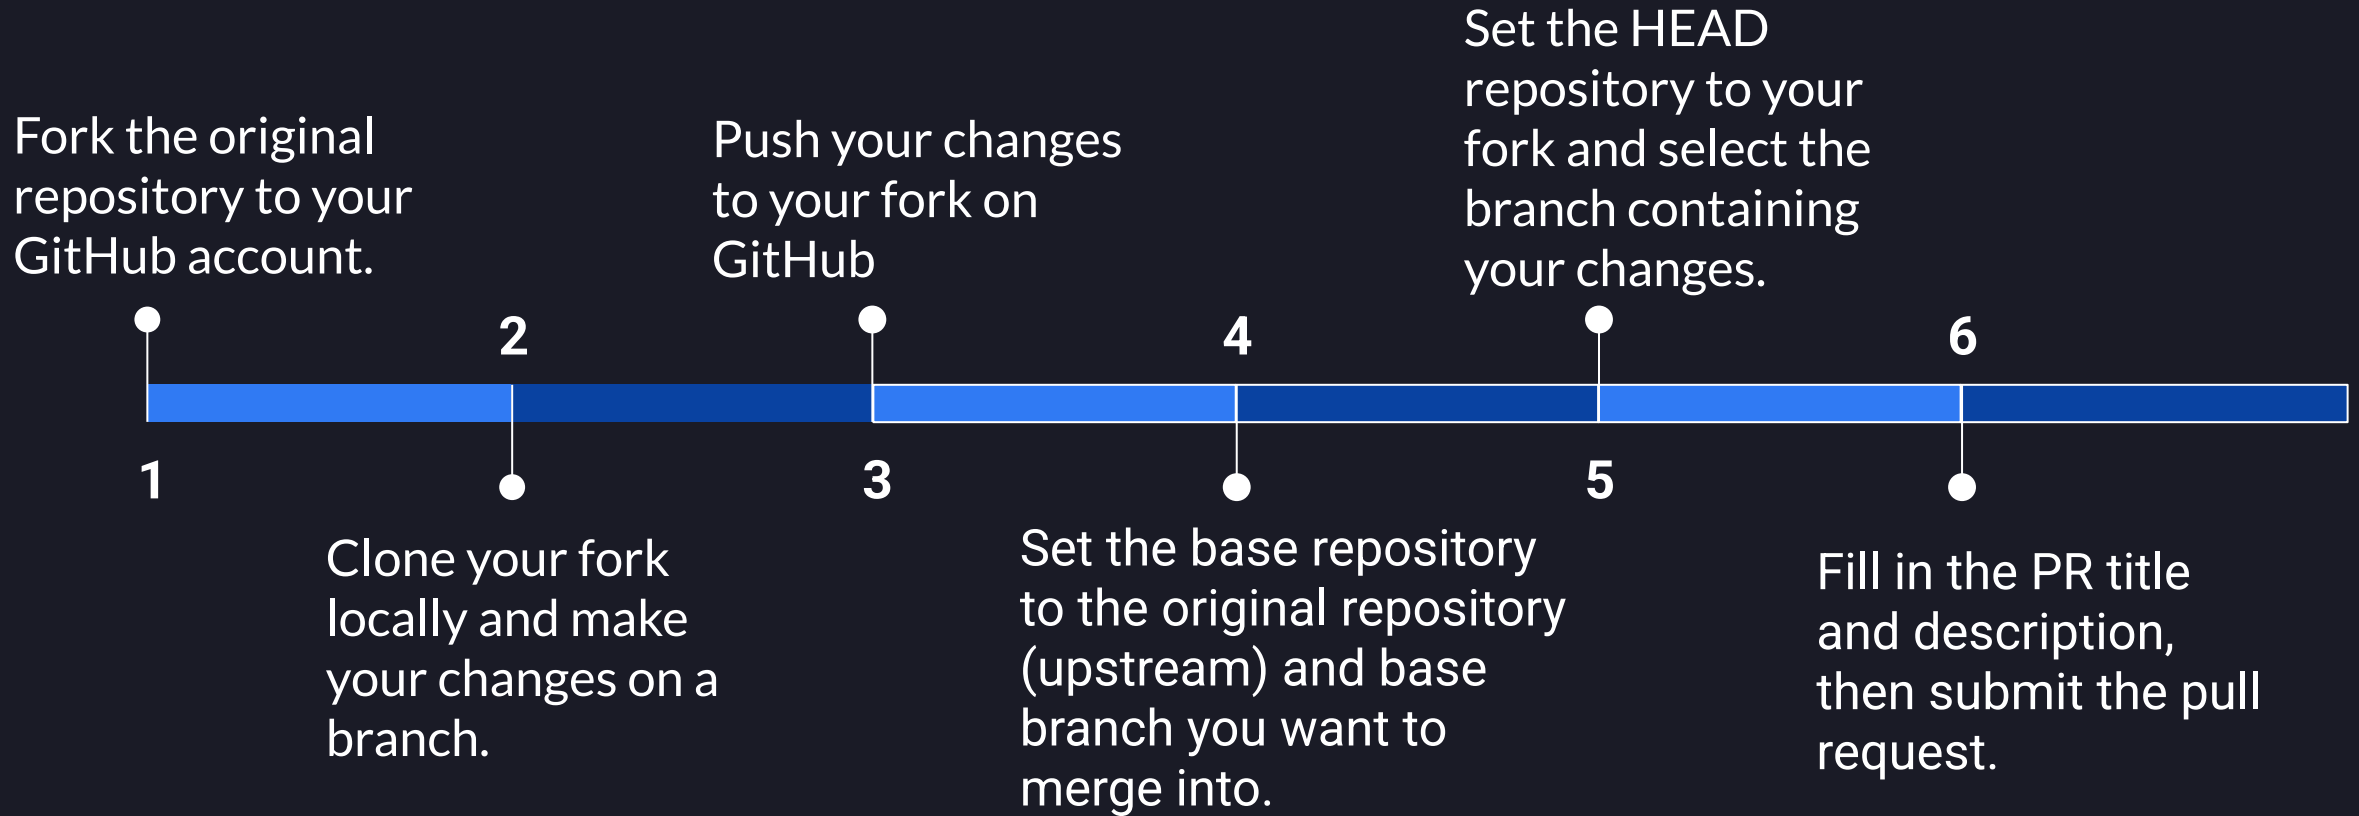 Fork the original
repository to your
GitHub account.
1
2
Clone your fork
locally and make
your changes on a
branch.
Push your changes
to your fork on
GitHub
3
4
Set the base repository
to the original repository
(upstream) and base
branch you want to
merge into.
Set the HEAD
repository to your
fork and select the
branch containing
your changes.
5
6
Fill in the PR title
and description,
then submit the pull
request.